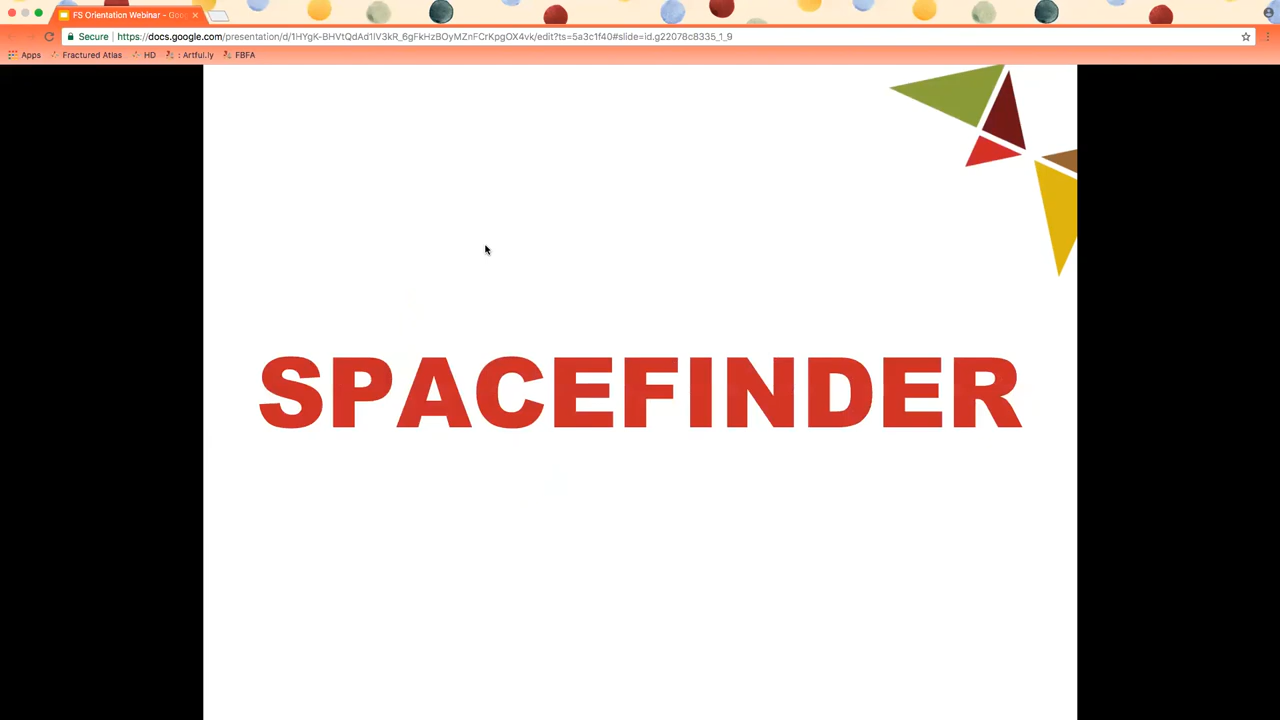 FS Orientation Webinar - Goo
Secure
https://docs.google.com/presentation/d/1HYgK-BHVtQdAd1lV3kR_6gFkHzBOyMZnFCrKpgOX4vk/edit?ts=5a3c1f40#slide=id.g22078c8335_1_9
Apps Fractured Atlas HD : Artful.ly FBFA
SPACEFINDER